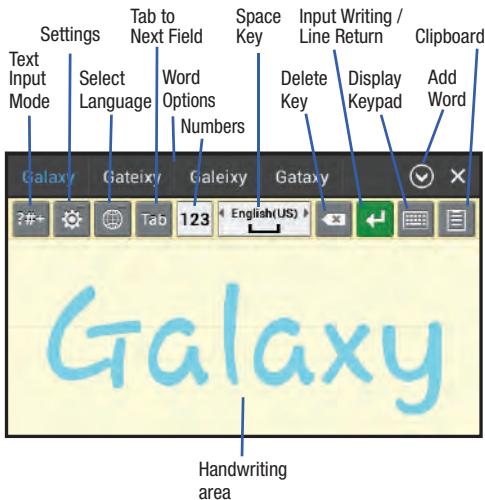 Text
Input
Mode
Settings
Select
Language
Tab to
Next Field
Word
Options
Numbers
Space
Key
Delete
Key
Input Writing /
Line Return
Display
Keypad
Clipboard
Add
Word
Galaxy Gateixy Galeixy Gataxy
?#+ Tab 123 English(US)
Galaxy
Handwriting
area